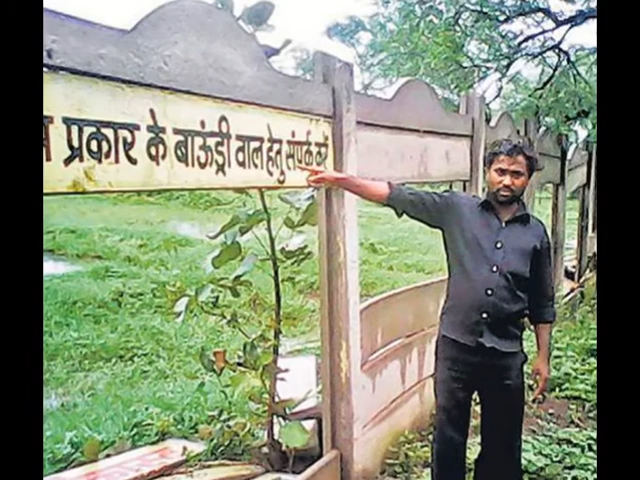 प्रकार के बाऊंड्री वाल हेतु संपर्क करें